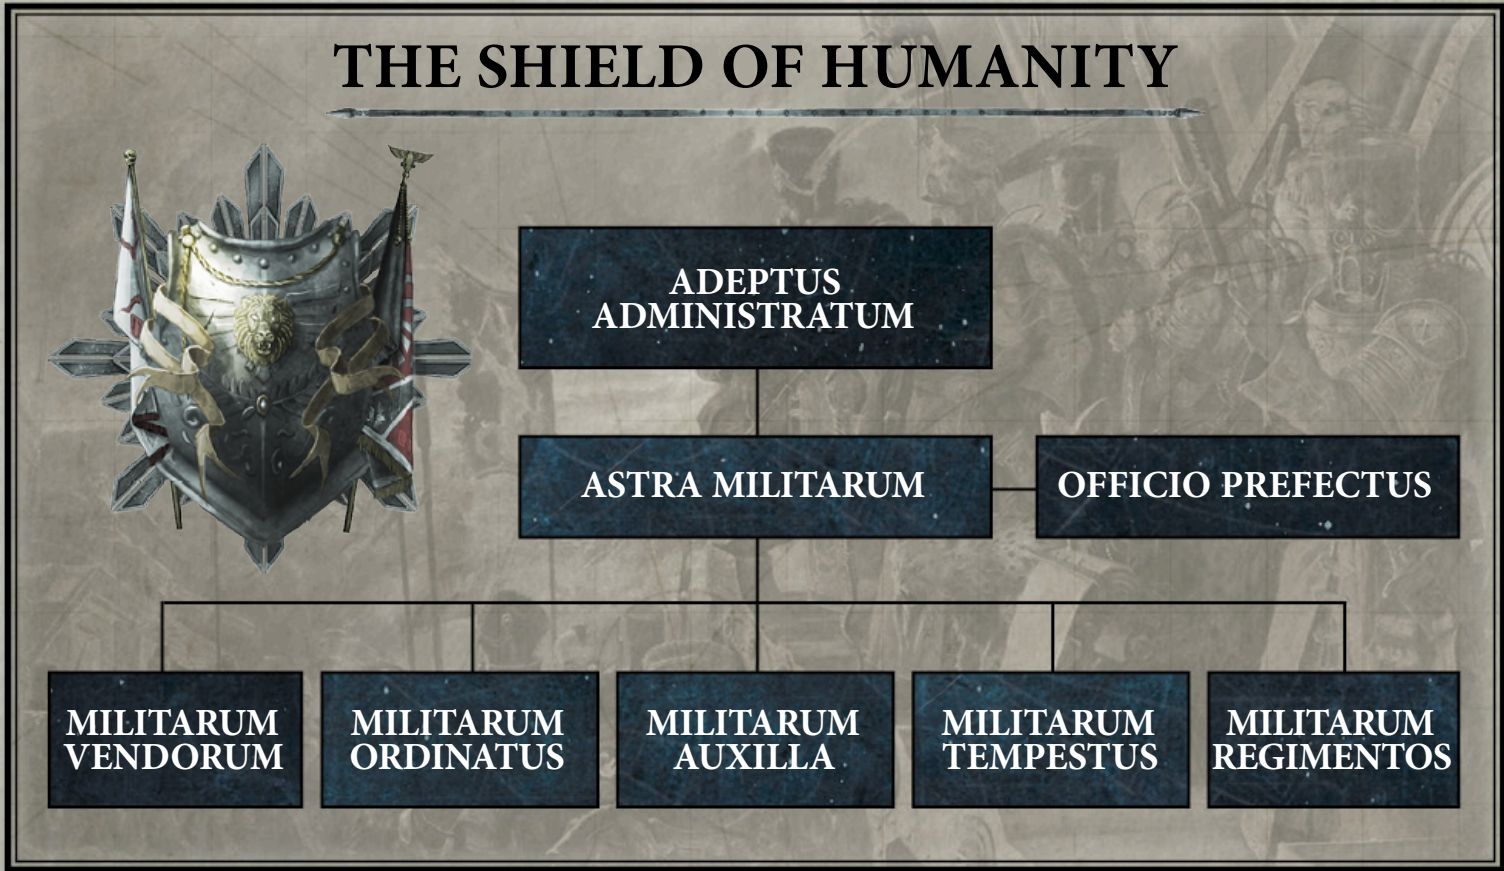 THE SHIELD OF HUMANITY
ADEPTUS
ADMINISTRATUM
ASTRA MILITARUM
OFFICIO PREFECTUS
MILITARUM
VENDORUM
MILITARUM
ORDINATUS
MILITARUM
AUXILLA
MILITARUM
TEMPESTUS
MILITARUM
REGIMENTOS